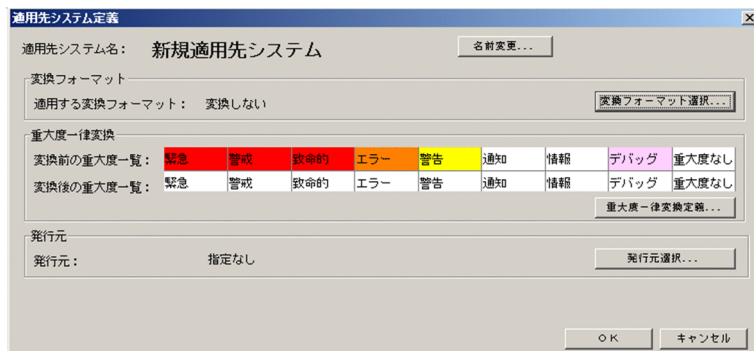 適用先システム定義
適用先システム名： 新規適用先システム 名前変更...
変換フォーマット
適用する変換フォーマット： 変換しない 変換フォーマット選択...
重大度一律変換
変換前の重大度一覧： 緊急 警戒 致命的 エラー 警告 通知 情報 デバッグ 重大度なし
変換後の重大度一覧： 緊急 警戒 致命的 エラー 警告 通知 情報 デバッグ 重大度なし
重大度一律変換定義...
発行元
発行元： 指定なし 発行元選択...
OK キャンセル